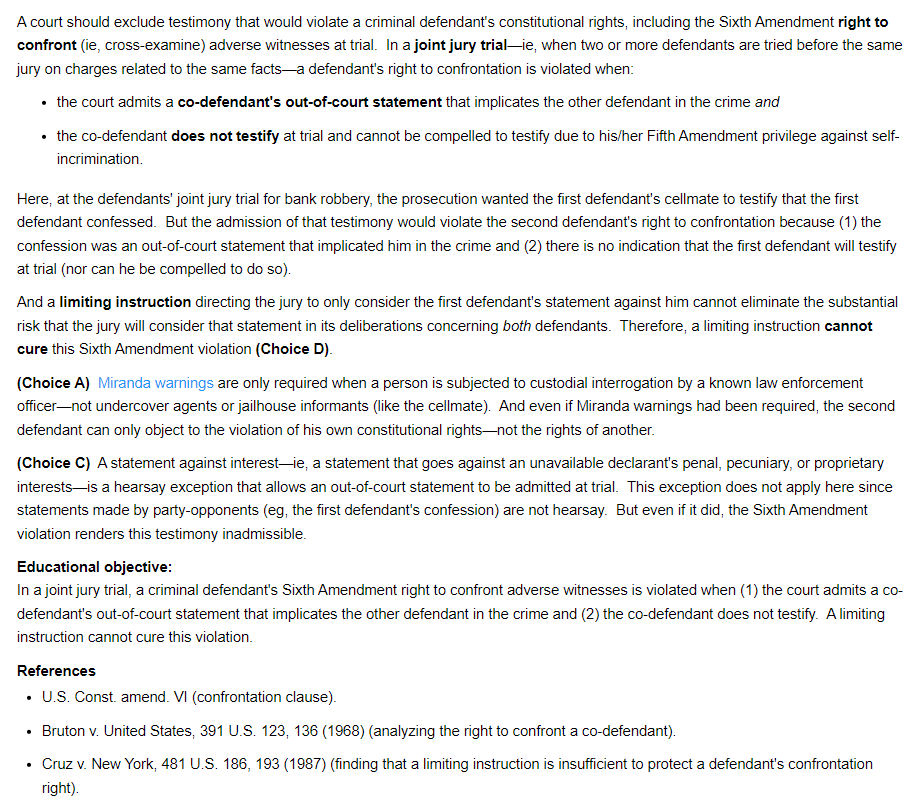 A court should exclude testimony that would violate a criminal defendant's constitutional rights, including the Sixth Amendment right to
confront (ie, cross-examine) adverse witnesses at trial. In a joint jury trial—ie, when two or more defendants are tried before the same
jury on charges related to the same facts—a defendant's right to confrontation is violated when:
• the court admits a co-defendant's out-of-court statement that implicates the other defendant in the crime and
• the co-defendant does not testify at trial and cannot be compelled to testify due to his/her Fifth Amendment privilege against self-
incrimination.
Here, at the defendants' joint jury trial for bank robbery, the prosecution wanted the first defendant's cellmate to testify that the first
defendant confessed. But the admission of that testimony would violate the second defendant's right to confrontation because (1) the
confession was an out-of-court statement that implicated him in the crime and (2) there is no indication that the first defendant will testify
at trial (nor can he be compelled to do so).
And a limiting instruction directing the jury to only consider the first defendant's statement against him cannot eliminate the substantial
risk that the jury will consider that statement in its deliberations concerning both defendants. Therefore, a limiting instruction cannot
cure this Sixth Amendment violation (Choice D).
(Choice A) Miranda warnings are only required when a person is subjected to custodial interrogation by a known law enforcement
officer—not undercover agents or jailhouse informants (like the cellmate). And even if Miranda warnings had been required, the second
defendant can only object to the violation of his own constitutional rights—not the rights of another.
(Choice C) A statement against interest—ie, a statement that goes against an unavailable declarant's penal, pecuniary, or proprietary
interests—is a hearsay exception that allows an out-of-court statement to be admitted at trial. This exception does not apply here since
statements made by party-opponents (eg, the first defendant's confession) are not hearsay. But even if it did, the Sixth Amendment
violation renders this testimony inadmissible.
Educational objective:
In a joint jury trial, a criminal defendant's Sixth Amendment right to confront adverse witnesses is violated when (1) the court admits a co-
defendant's out-of-court statement that implicates the other defendant in the crime and (2) the co-defendant does not testify. A limiting
instruction cannot cure this violation.
References
• U.S. Const. amend. VI (confrontation clause).
• Bruton v. United States, 391 U.S. 123, 136 (1968) (analyzing the right to confront a co-defendant).
• Cruz v. New York, 481 U.S. 186, 193 (1987) (finding that a limiting instruction is insufficient to protect a defendant's confrontation
right).